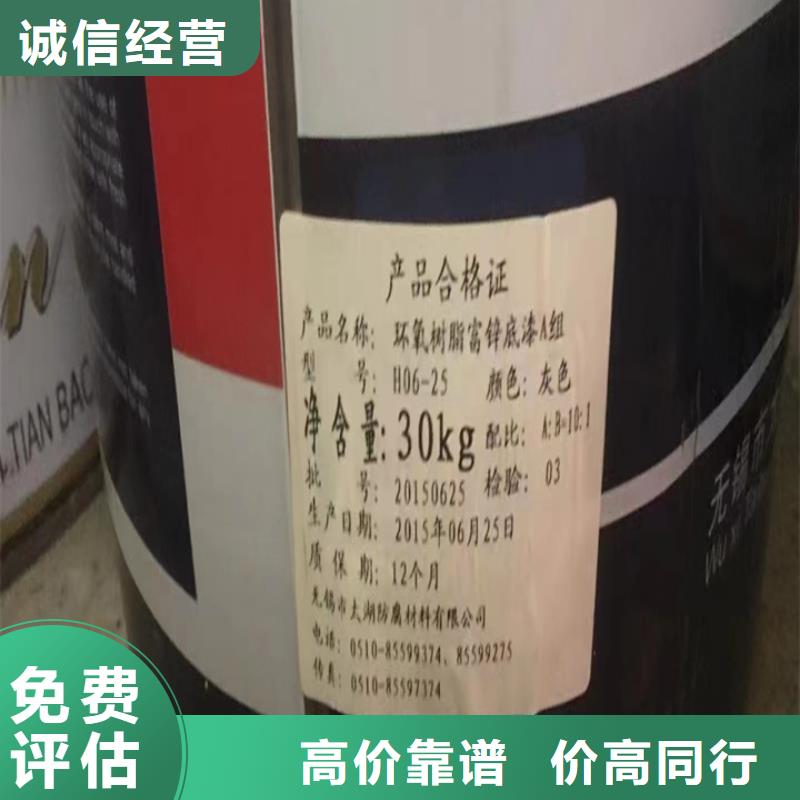 诚信经营
TIAN BAC
产品合格证
产品名称: 环氧树脂富锌底漆A组
型 号: H06-25 颜色: 灰色
净含量: 30kg 配比: A:B=10:1
批 号: 20150625 检验: 03
生产日期: 2015年06月25日
质 保 期: 12个月
无锡市太湖防腐材料有限公司
电话: 0510-85599374、85599275
传真: 0510-85597374
无锡市
WU XI
免费
评估
高价靠谱 价高同行